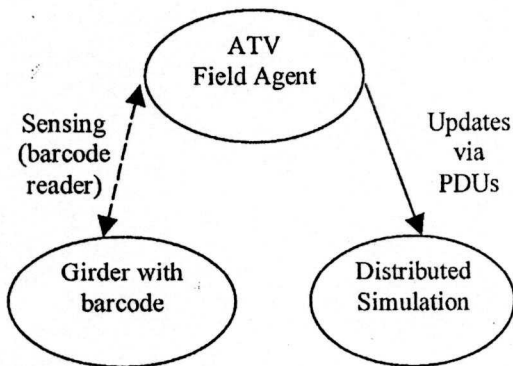 ATV
Field Agent
Sensing
(barcode
reader)
Updates
via
PDUs
Girder with
barcode
Distributed
Simulation